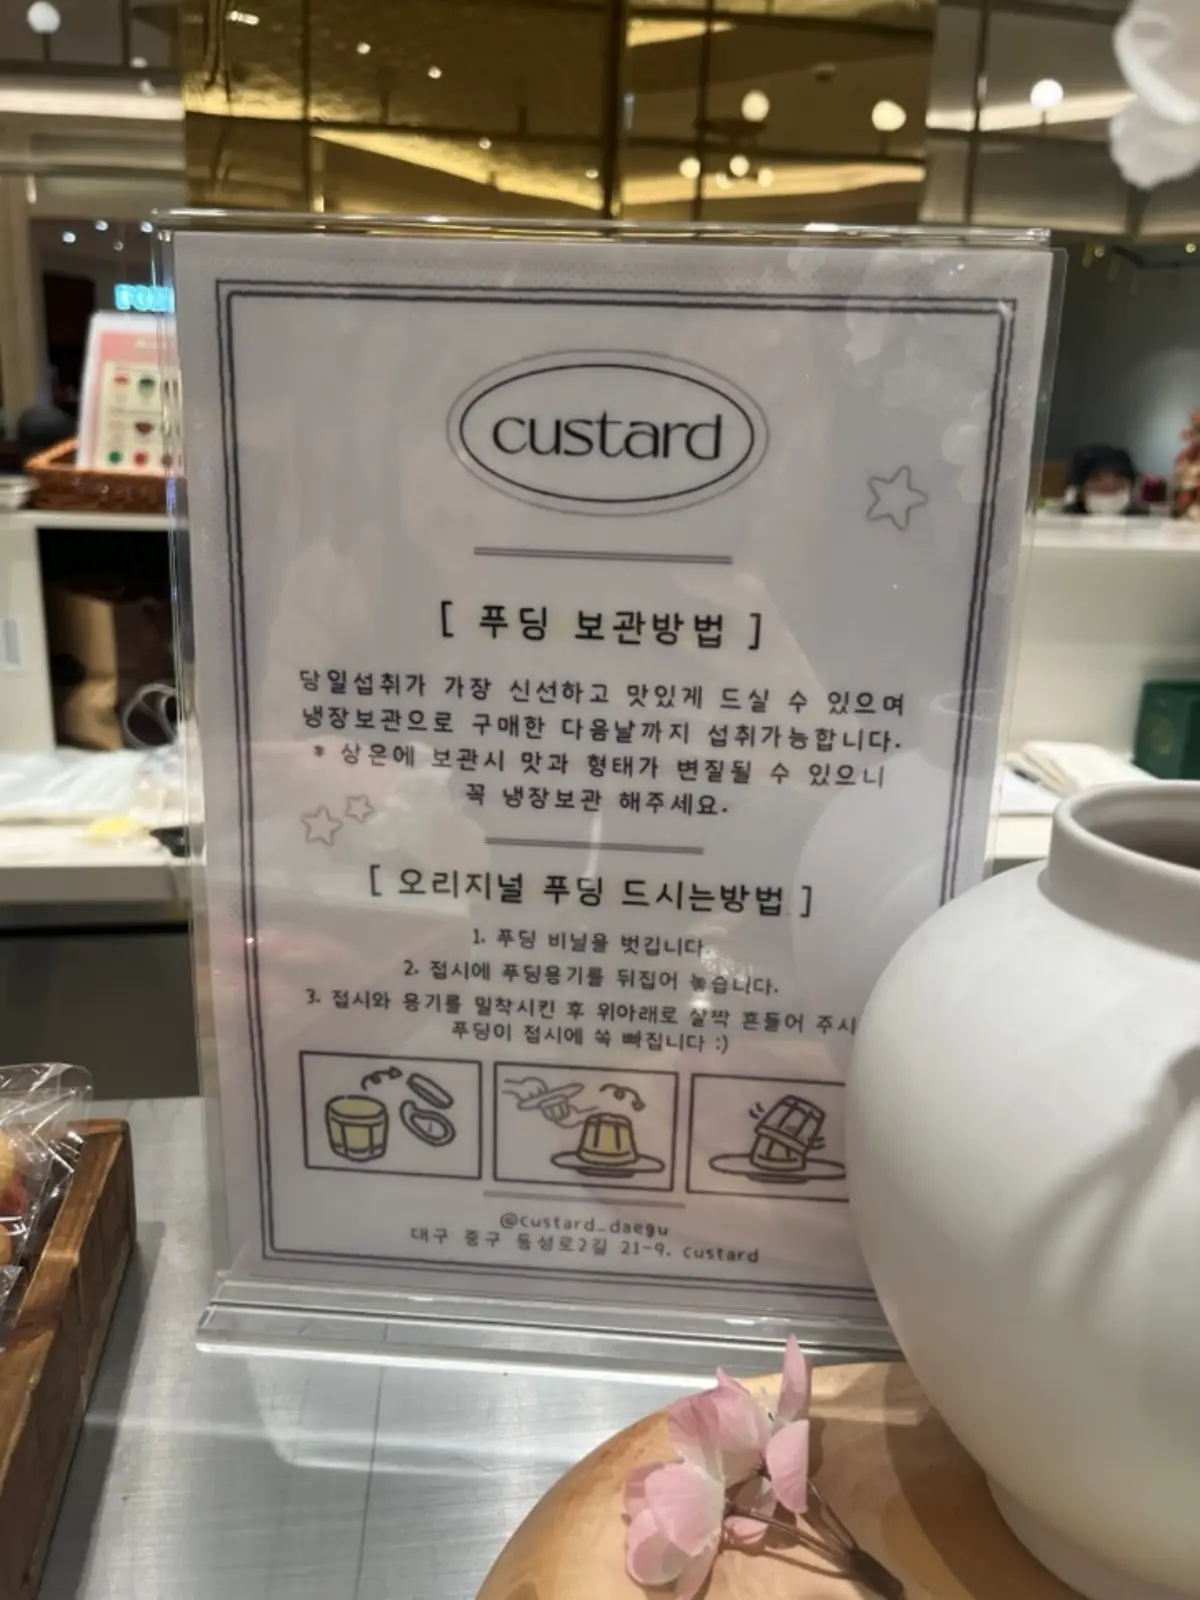 custard
[ 푸딩 보관방법 ]
당일섭취가 가장 신선하고 맛있게 드실 수 있으며
냉장보관으로 구매한 다음날까지 섭취가능합니다.
* 상온에 보관시 맛과 형태가 변질될 수 있으니
꼭 냉장보관 해주세요.
[ 오리지널 푸딩 드시는방법 ]
1. 푸딩 비닐을 벗깁니다.
2. 접시에 푸딩용기를 뒤집어 놓습니다.
3. 접시와 용기를 밀착시킨 후 위아래로 살짝 흔들어 주시
푸딩이 접시에 쏙 빠집니다 :)
@custard_daegu
대구 중구 동성로2길 21-9. custard